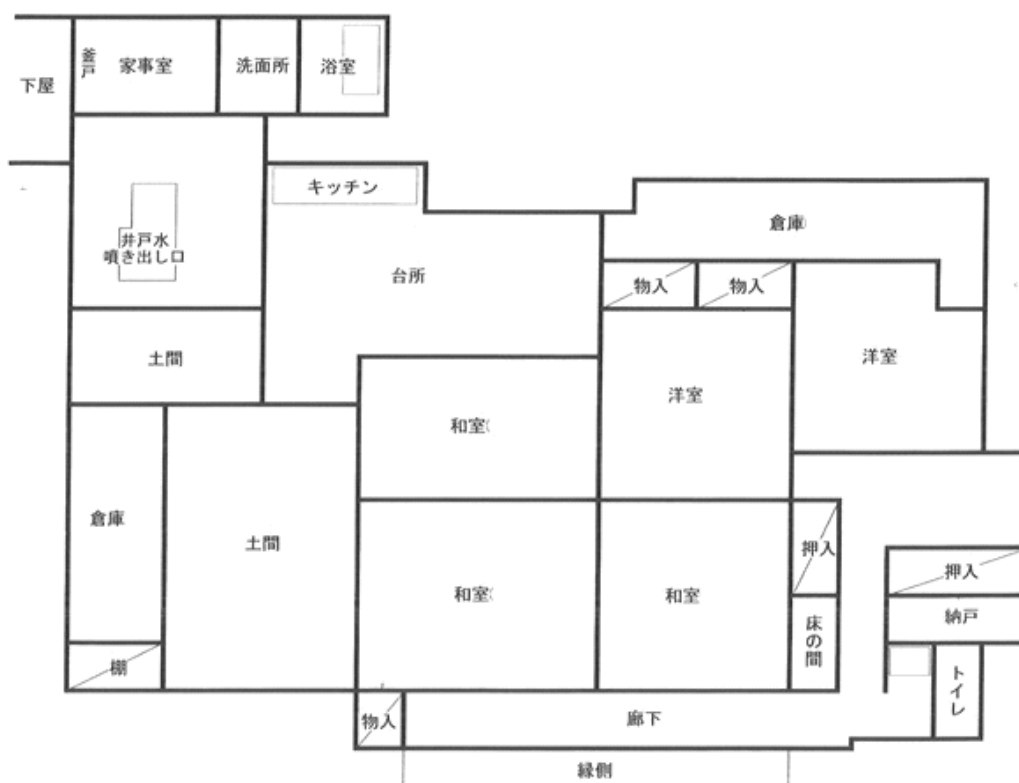 釜戸
家事室
洗面所
浴室
下屋
キッチン
井戸水
噴き出し口
台所
倉庫
物入
物入
土間
洋室
洋室
和室
倉庫
土間
和室
和室
押入
床の間
押入
納戸
トイレ
棚
物入
廊下
縁側